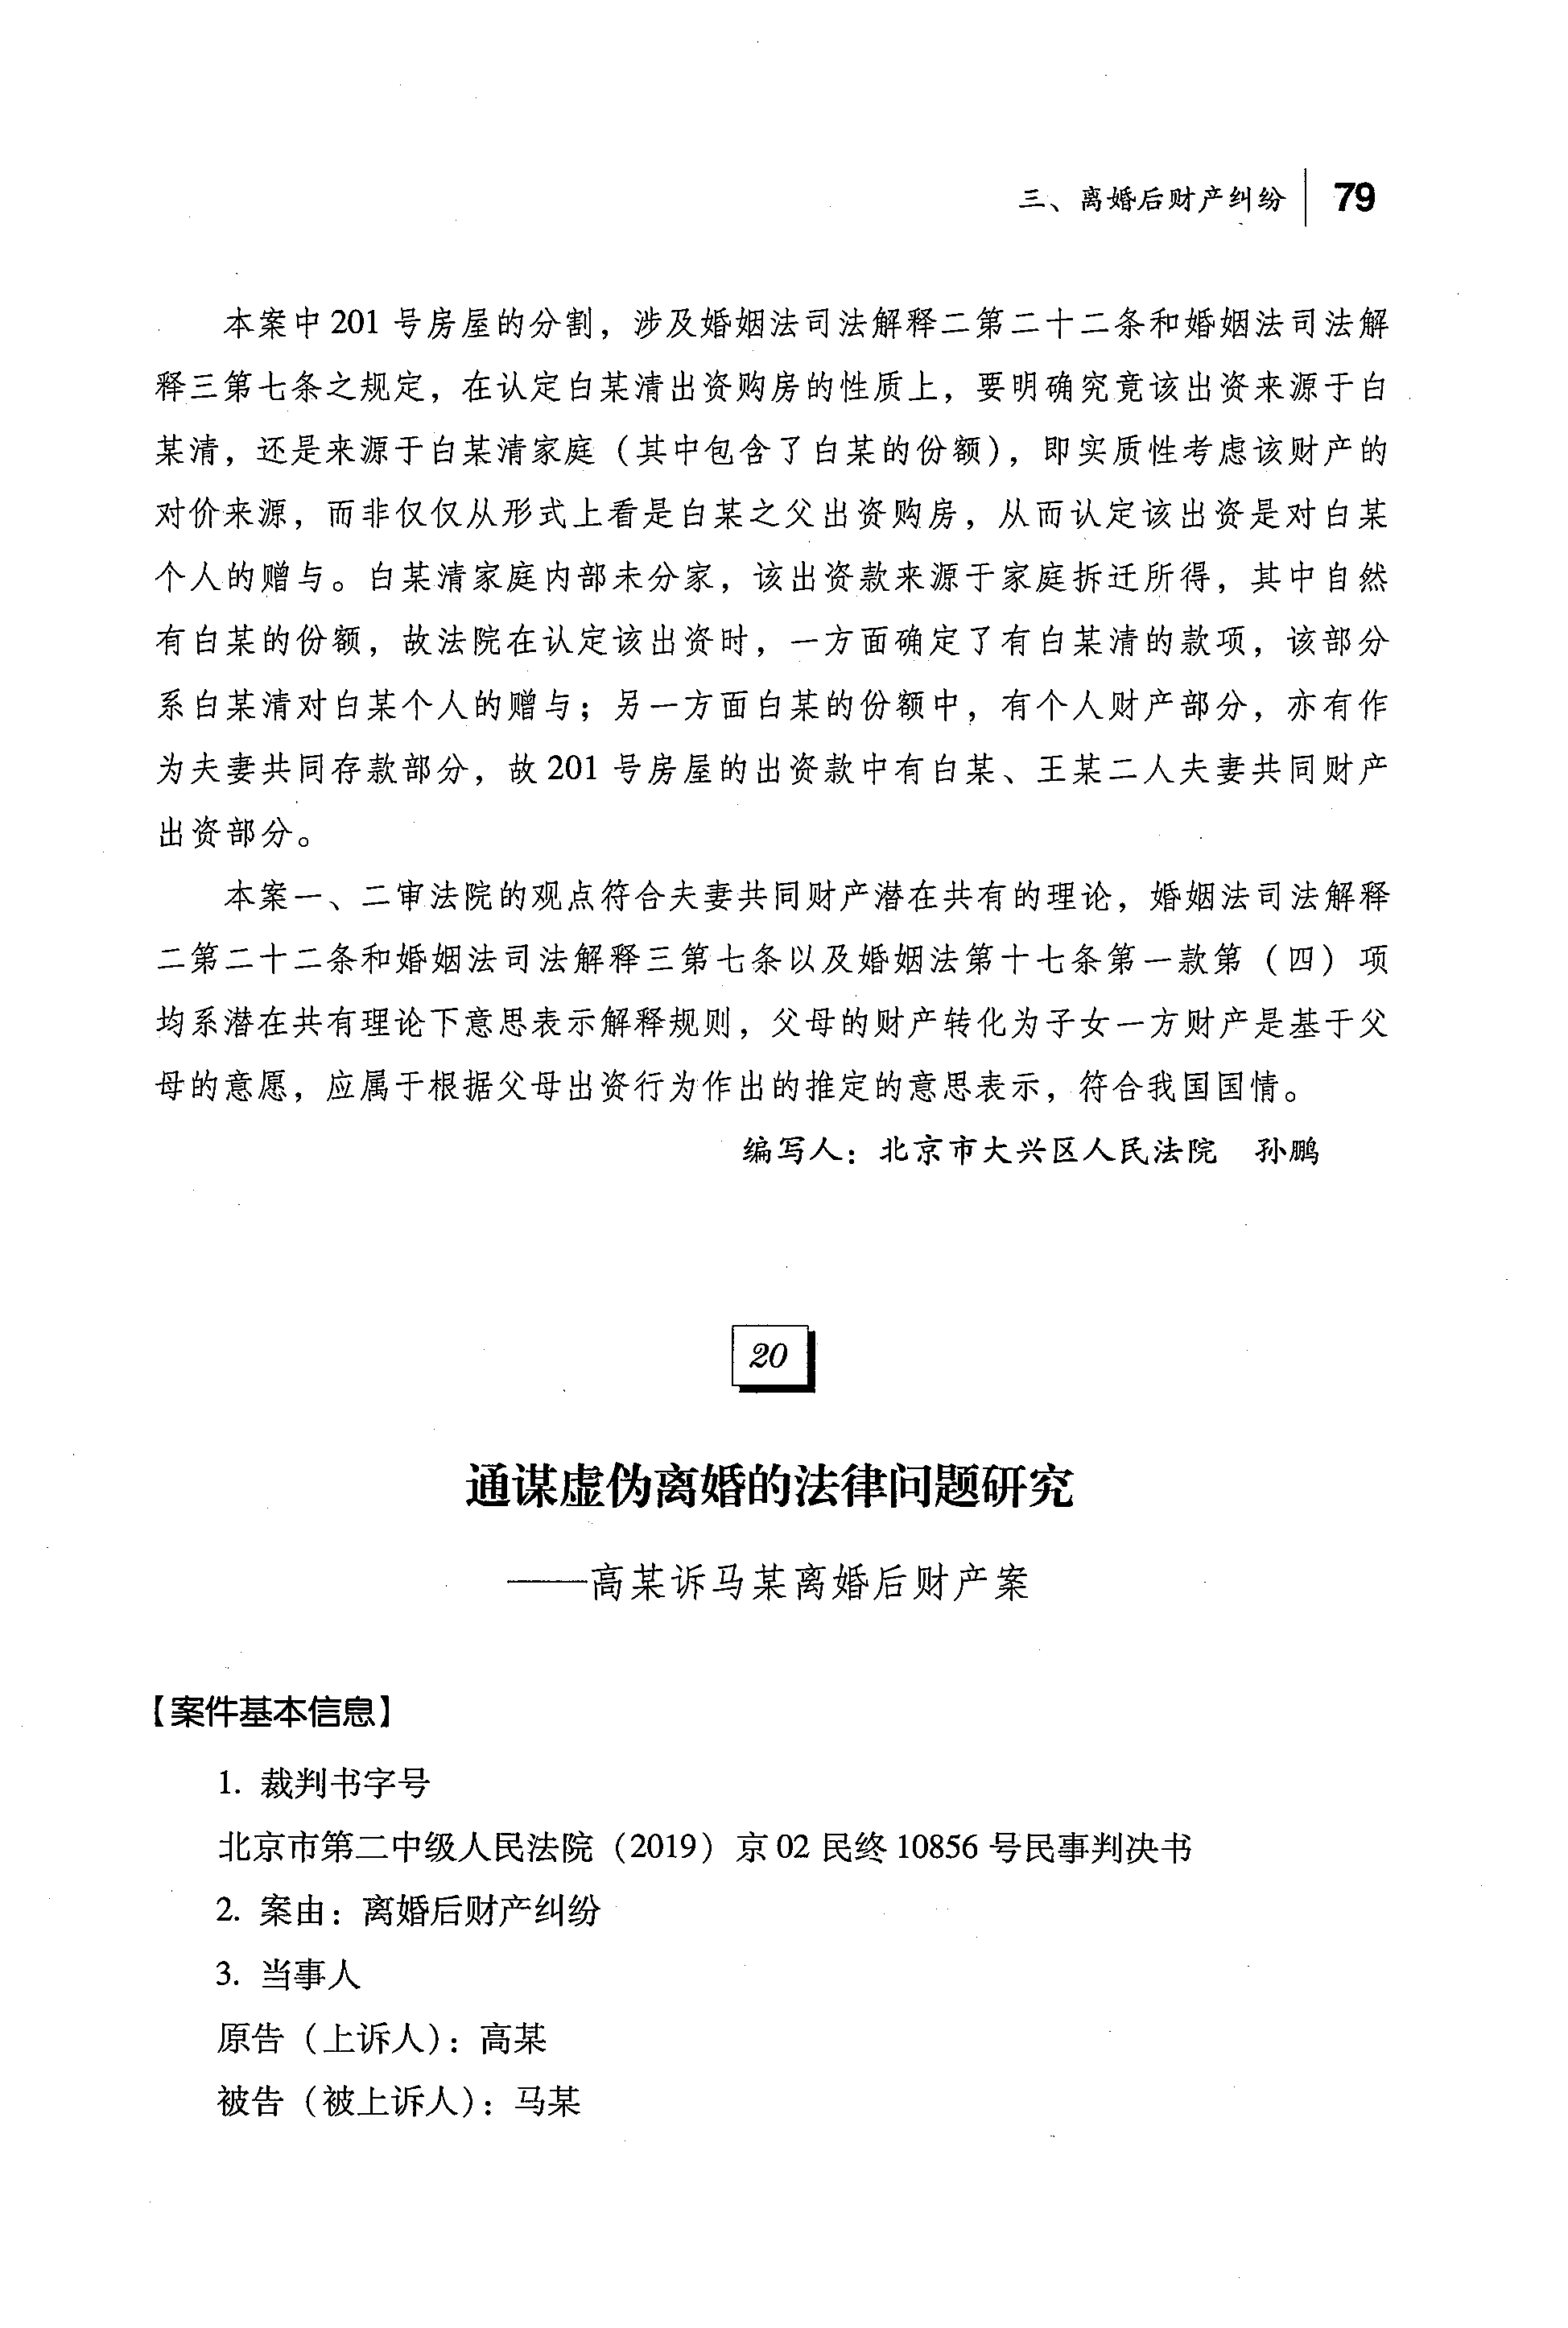 三、离婚后财产纠纷 79
本案中 201 号房屋的分割，涉及婚姻法司法解释二第二十二条和婚姻法司法解
释三第七条之规定，在认定白某清出资购房的性质上，要明确究竟该出资来源于白
某清，还是来源于白某清家庭（其中包含了白某的份额），即实质性考虑该财产的
对价来源，而非仅仅从形式上看是白某之父出资购房，从而认定该出资是对白某
个人的赠与。白某清家庭内部未分家，该出资款来源于家庭拆迁所得，其中自然
有白某的份额，故法院在认定该出资时，一方面确定了有白某清的款项，该部分
系白某清对白某个人的赠与；另一方面白某的份额中，有个人财产部分，亦有作
为夫妻共同存款部分，故 201 号房屋的出资款中有白某、王某二人夫妻共同财产
出资部分。
本案一、二审法院的观点符合夫妻共同财产潜在共有的理论，婚姻法司法解释
二第二十二条和婚姻法司法解释三第七条以及婚姻法第十七条第一款第（四）项
均系潜在共有理论下意思表示解释规则，父母的财产转化为子女一方财产是基于父
母的意愿，应属于根据父母出资行为作出的推定的意思表示，符合我国国情。
编写人：北京市大兴区人民法院 孙鹏
20
通谋虚伪离婚的法律问题研究
——高某诉马某离婚后财产案
【案件基本信息】
1. 裁判书字号
北京市第二中级人民法院（2019）京 02 民终 10856 号民事判决书
2. 案由：离婚后财产纠纷
3. 当事人
原告（上诉人）：高某
被告（被上诉人）：马某